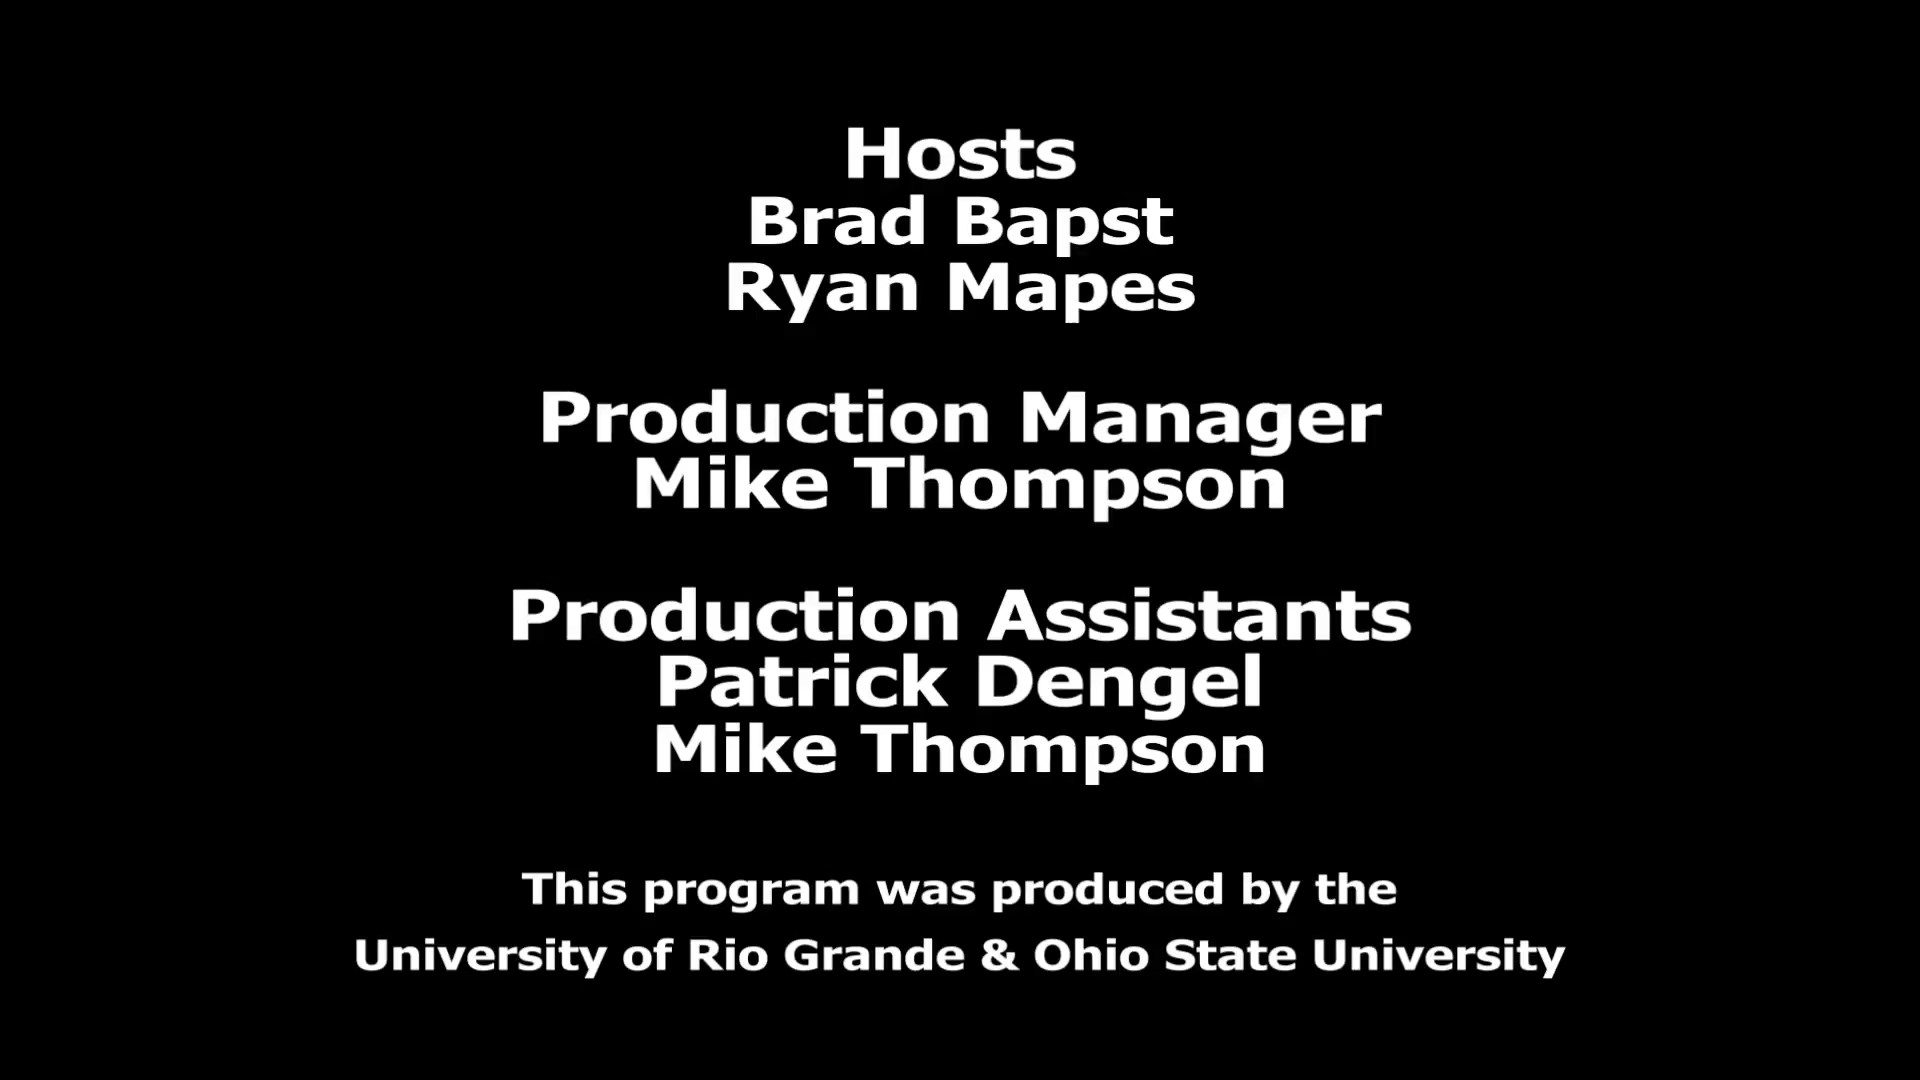 Hosts
Brad Bapst
Ryan Mapes
Production Manager
Mike Thompson
Production Assistants
Patrick Dengel
Mike Thompson
This program was produced by the
University of Rio Grande & Ohio State University